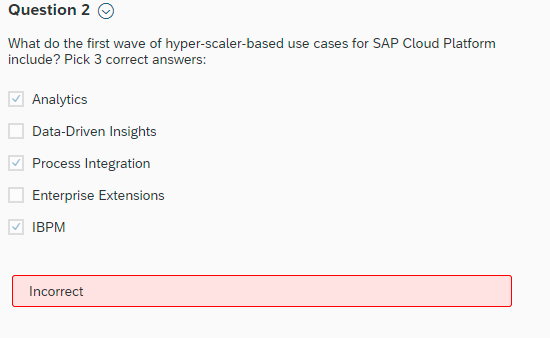 Question 2
What do the first wave of hyper-scaler-based use cases for SAP Cloud Platform
include? Pick 3 correct answers:
Analytics
Data-Driven Insights
Process Integration
Enterprise Extensions
IBPM
Incorrect